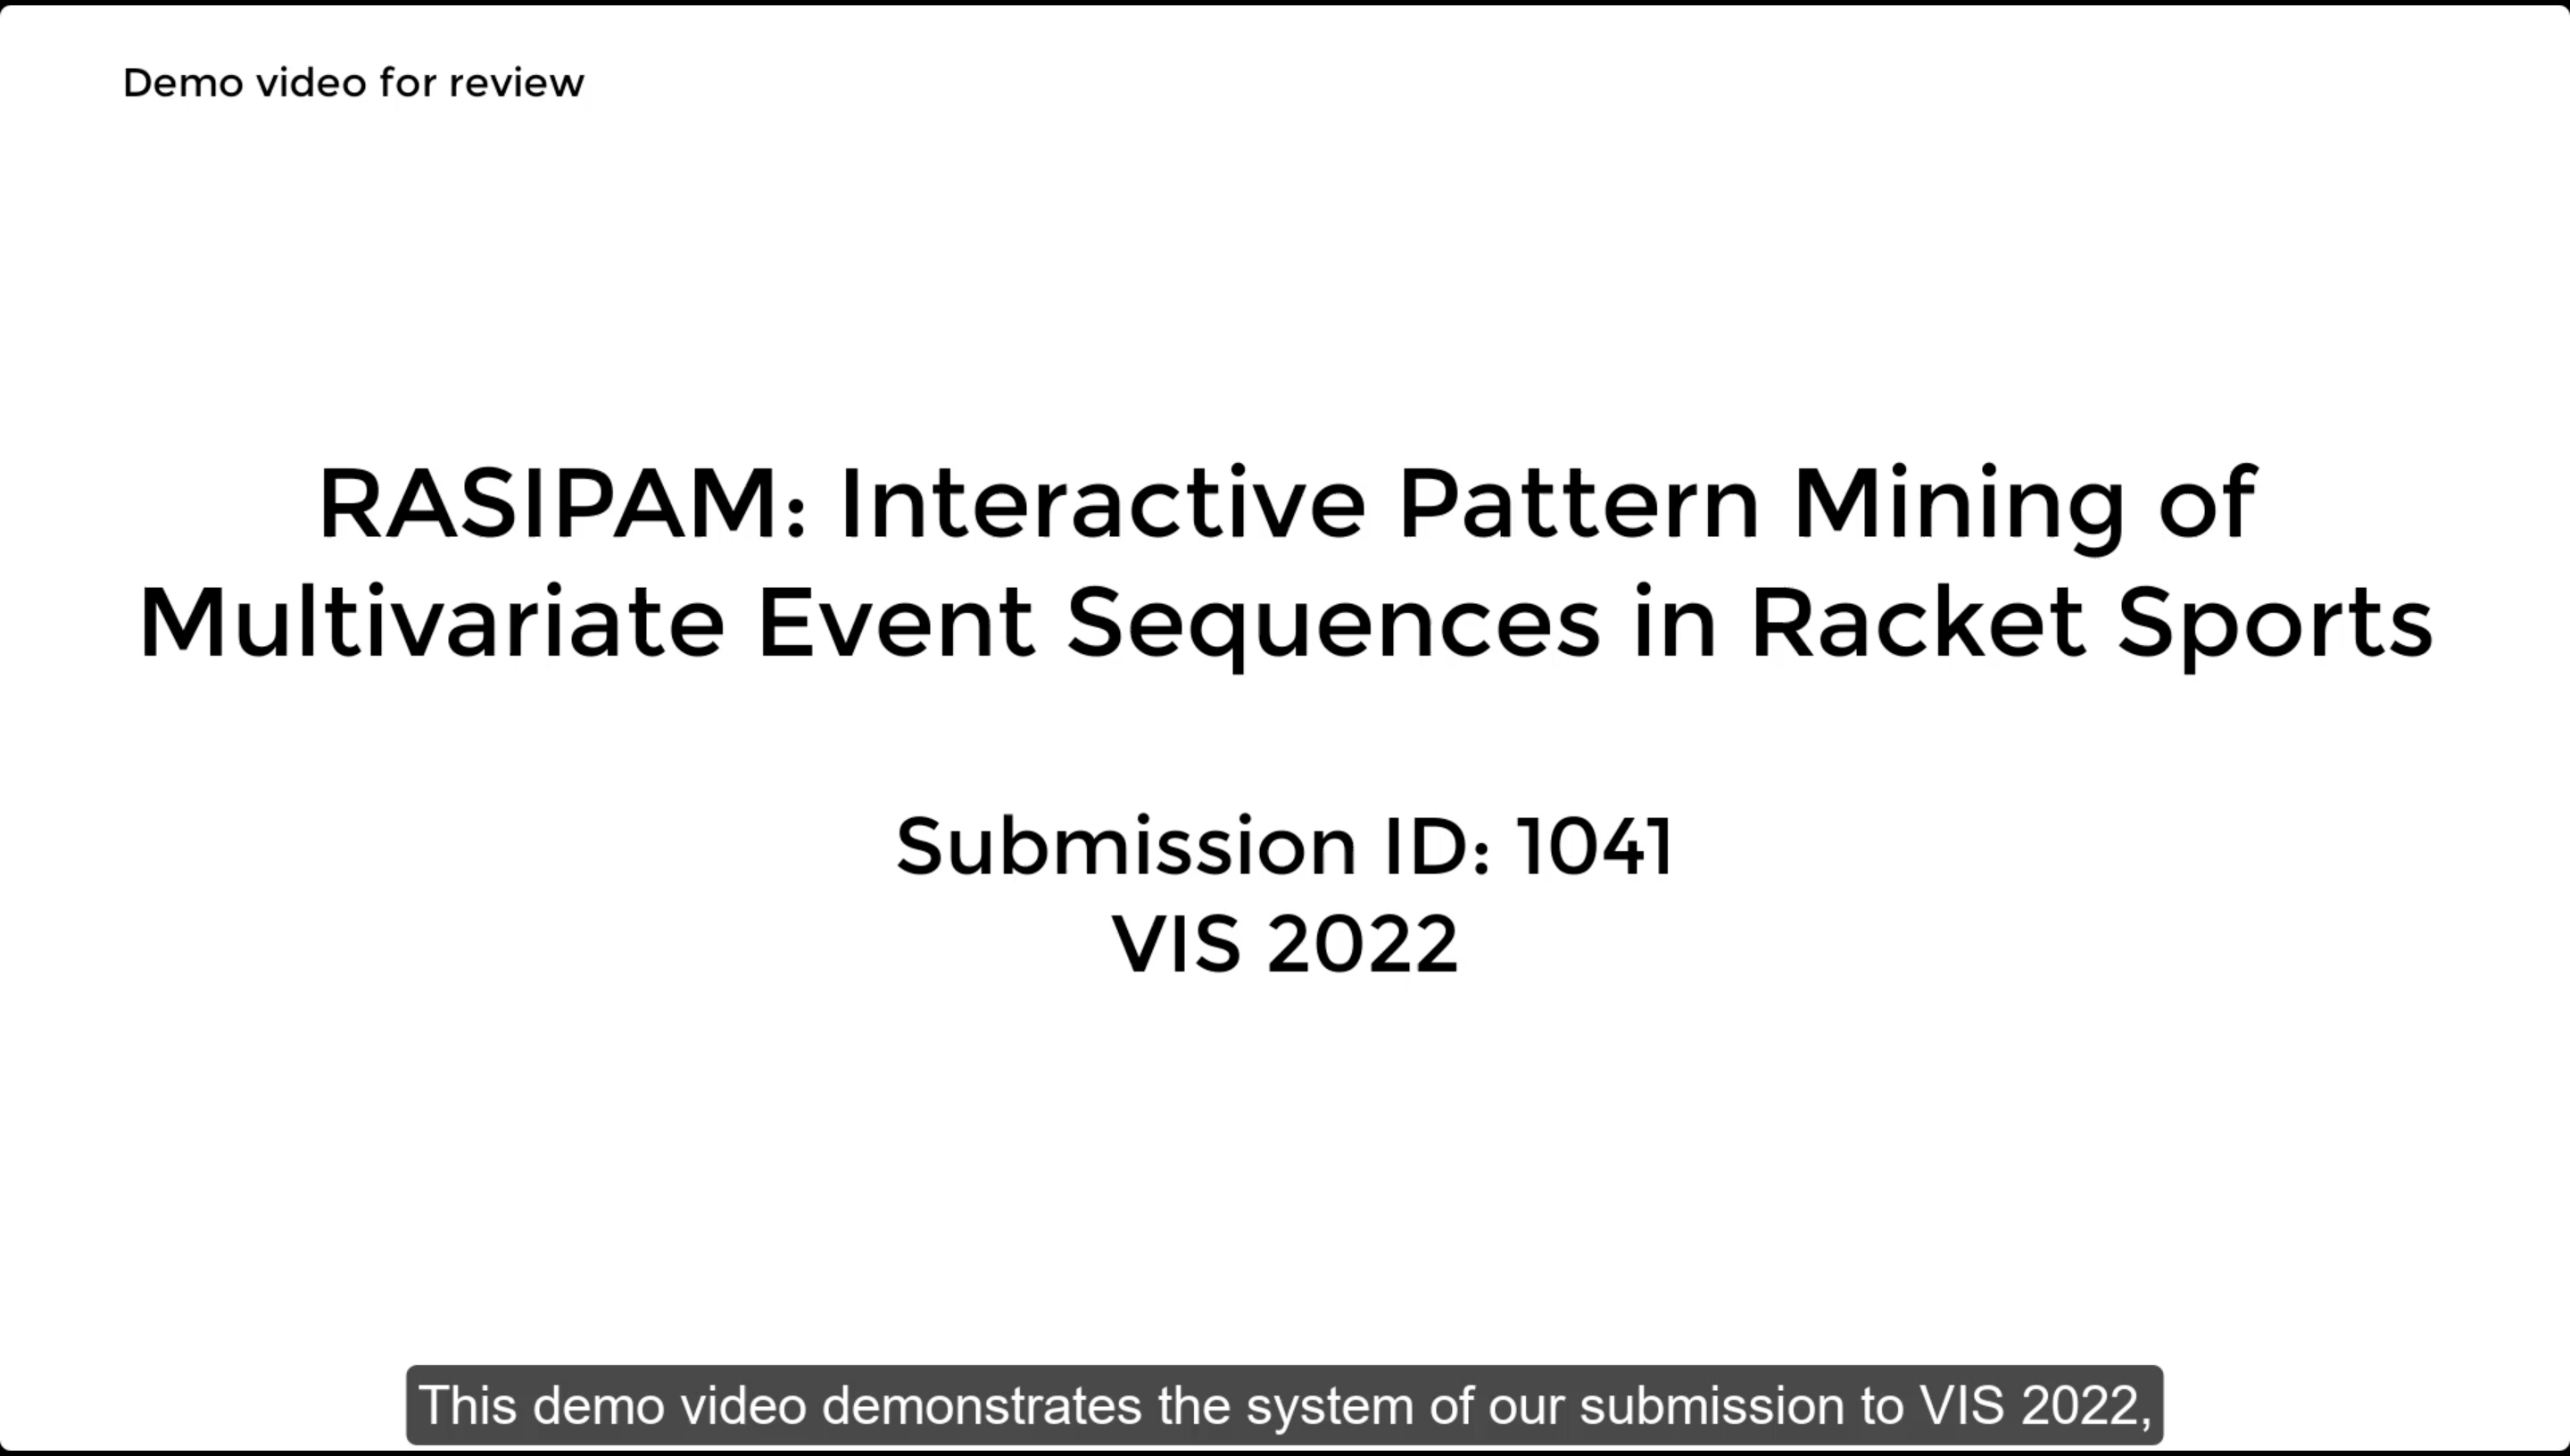 Demo video for review
RASIPAM: Interactive Pattern Mining of
Multivariate Event Sequences in Racket Sports
Submission ID: 1041
VIS 2022
This demo video demonstrates the system of our submission to VIS 2022,